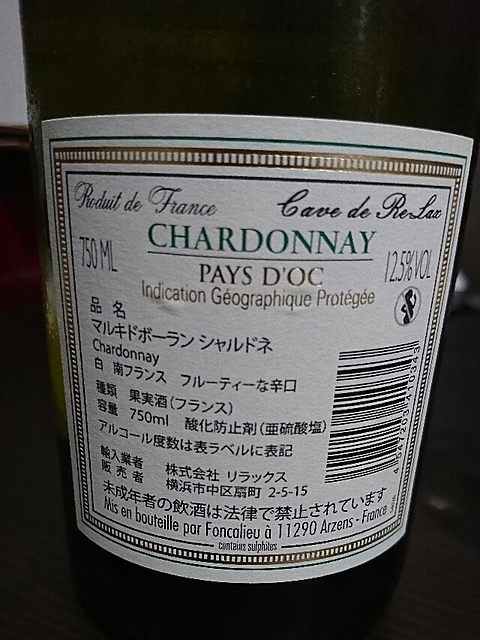 Produit de France
Cave de ReLax
CHARDONNAY
750 ML
PAYS D'OC
12.5% VOL
Indication Géographique Protégée
品 名
マルキドボーラン シャルドネ
Chardonnay
白 南フランス フルーティーな辛口
種類 果実酒(フランス)
容量 750ml 酸化防止剤(亜硫酸塩)
アルコール度数は表ラベルに表記
輸入業者
販売者
株式会社 リラックス
横浜市中区扇町 2-5-15
未成年者の飲酒は法律で禁止されています
Mis en bouteille par Foncalieu à 11290 Arzens - France
contains sulphites